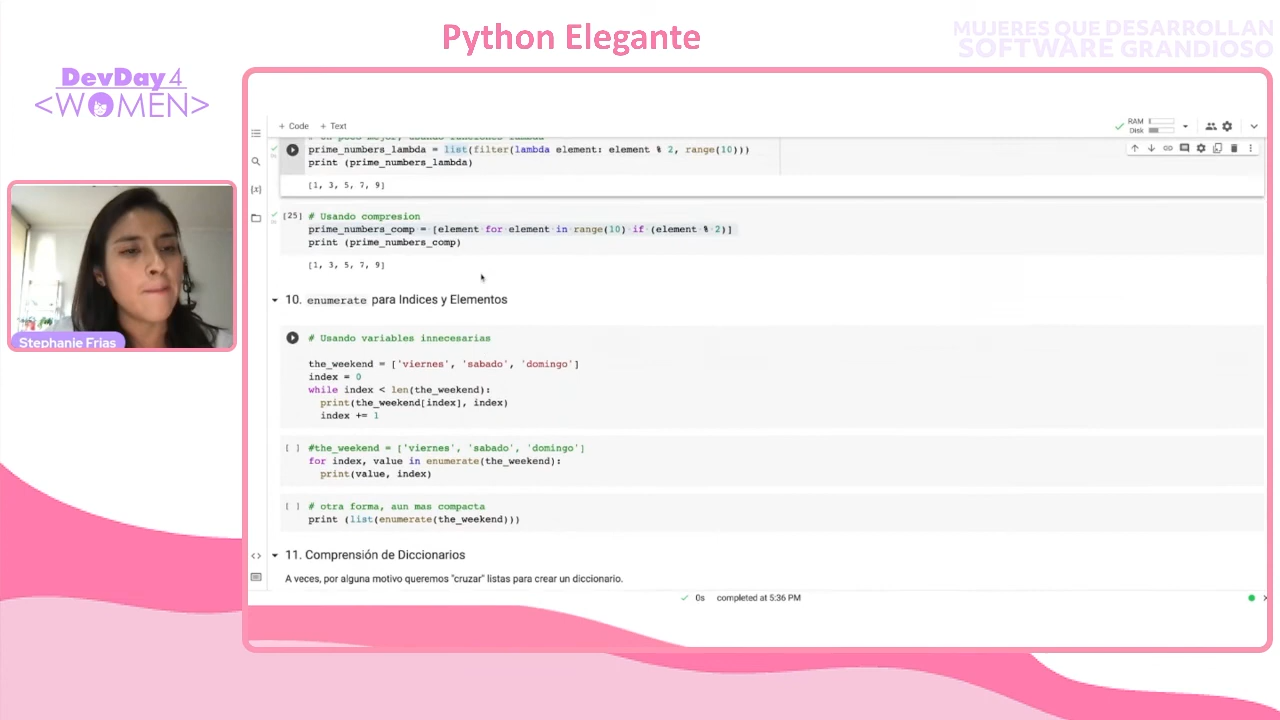 Python Elegante
MUJERES QUE DESARROLLAN
SOFTWARE GRANDIOSO
DevDay4
<WOMEN>
+ Code + Text
RAM
Disk
prime_numbers_lambda = list(filter(lambda element: element % 2, range(10)))
print (prime_numbers_lambda)
[1, 3, 5, 7, 9]
[25] # Usando compresion
prime_numbers_comp = [element for element in range(10) if (element % 2)]
print (prime_numbers_comp)
[1, 3, 5, 7, 9]
10. enumerate para Indices y Elementos
# Usando variables innecesarias
the_weekend = ['viernes', 'sabado', 'domingo']
index = 0
while index < len(the_weekend):
print(the_weekend[index], index)
index += 1
[ ] #the_weekend = ['viernes', 'sabado', 'domingo']
for index, value in enumerate(the_weekend):
print(value, index)
[ ] # otra forma, aun mas compacta
print (list(enumerate(the_weekend)))
11. Comprensión de Diccionarios
A veces, por alguna motivo queremos "cruzar" listas para crear un diccionario.
0s completed at 5:36 PM
Stephanie Frias